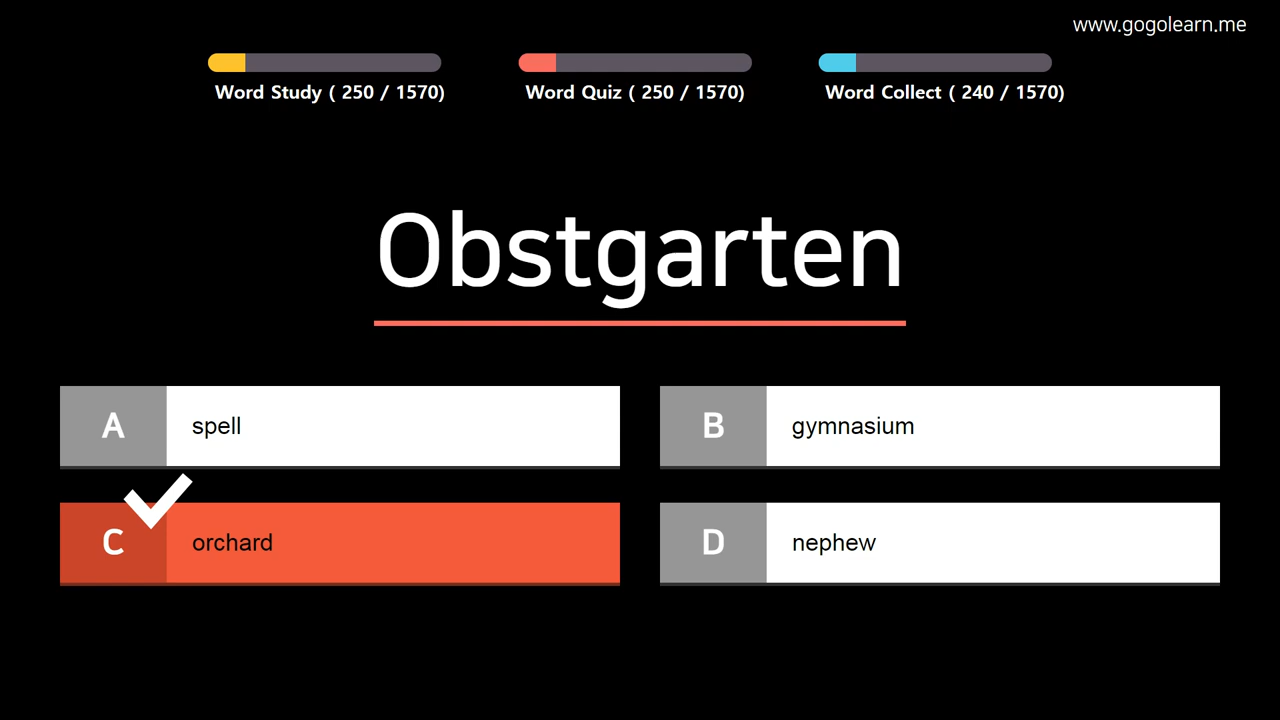 www.gogolearn.me
Word Study ( 250 / 1570)
Word Quiz ( 250 / 1570)
Word Collect ( 240 / 1570)
Obstgarten
A spell
B gymnasium
C orchard
D nephew